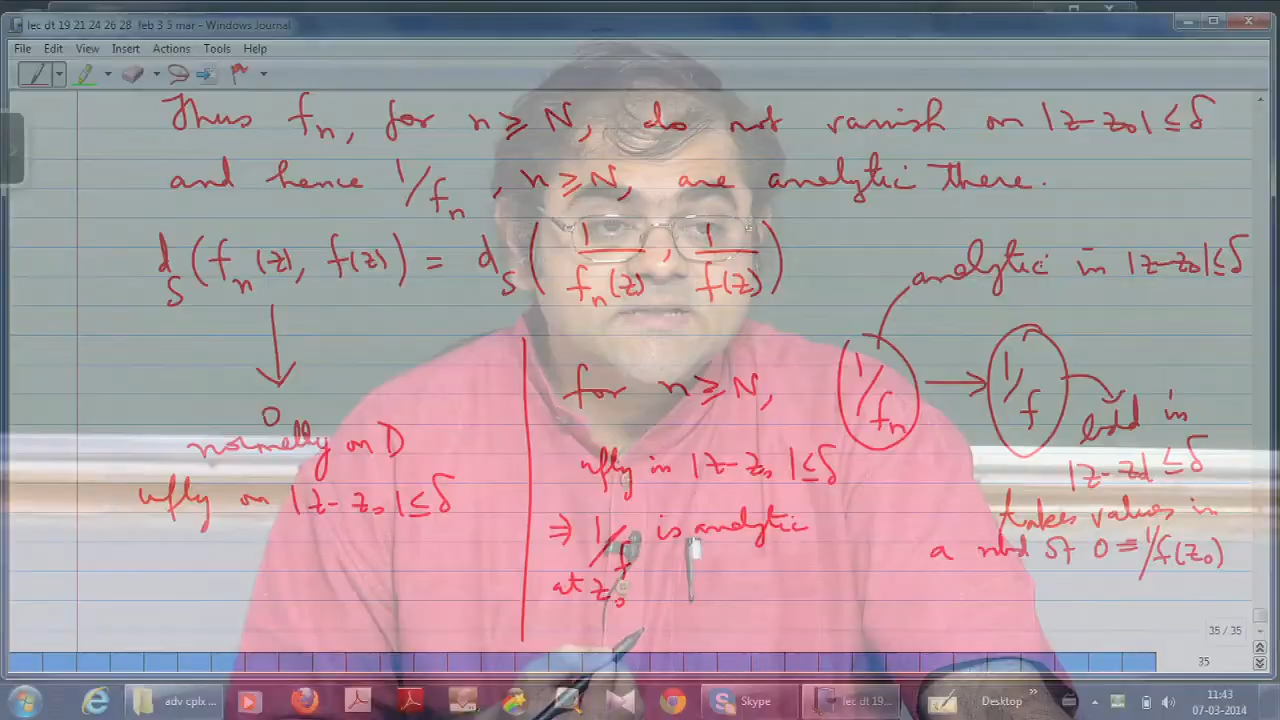 lec dt 19 21 24 26 28 feb 3 5 mar - Windows Journal
File Edit View Insert Actions Tools Help
Thus fₙ, for n ≥ N, do not vanish on |z-z₀| ≤ δ
and hence 1/fₙ, n ≥ N, are analytic there.
d_S (fₙ(z), f(z)) = d_S (1/fₙ(z), 1/f(z))
analytic in |z-z₀| ≤ δ
↓
0
normally on D
ufly on |z-z₀| ≤ δ
for n ≥ N, 1/fₙ → 1/f
ufly in |z-z₀| ≤ δ
⇒ 1/f is analytic
at z₀
bdd in
|z-z₀| ≤ δ
takes values in
a nbd of 0 = 1/f(z₀)
35 / 35
35
adv cplx ...
Skype
lec dt 19...
Desktop
11:43
07-03-2014